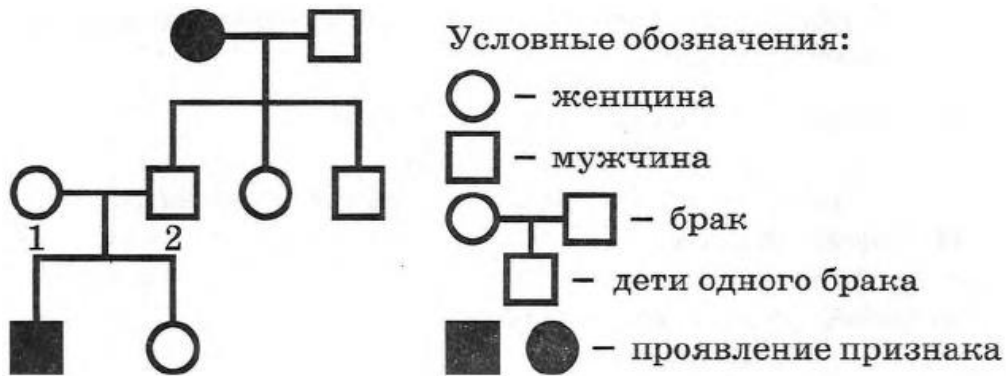 Условные обозначения:
– женщина
– мужчина
– брак
1 2
– дети одного брака
– проявление признака